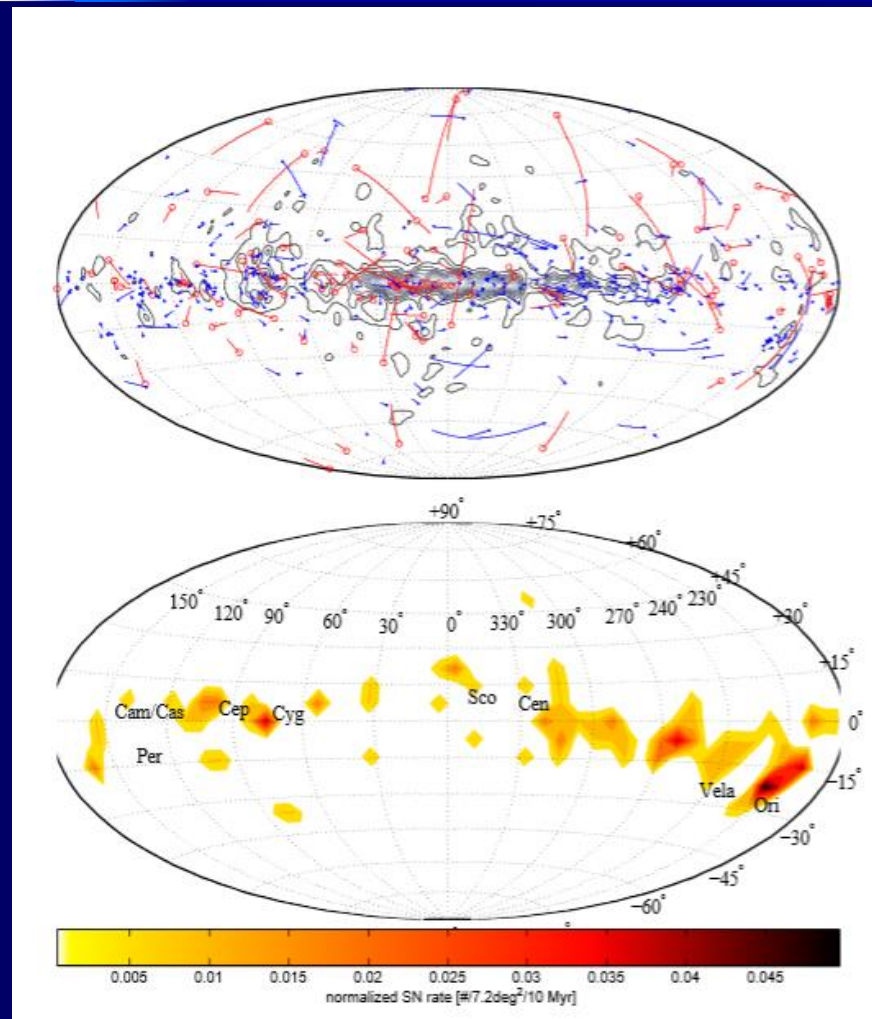 +90°
+75°
+60°
+45°
150° 120° 90° 60° 30° 0° 330° 300° 270° 240° 230°
+30°
+15°
Cam/Cas Cep Cyg Sco Cen
0°
Per
Vela Ori
−15°
−30°
−45°
−60°
0.005 0.01 0.015 0.02 0.025 0.03 0.035 0.04 0.045
normalized SN rate [#/7.2deg²/10 Myr]